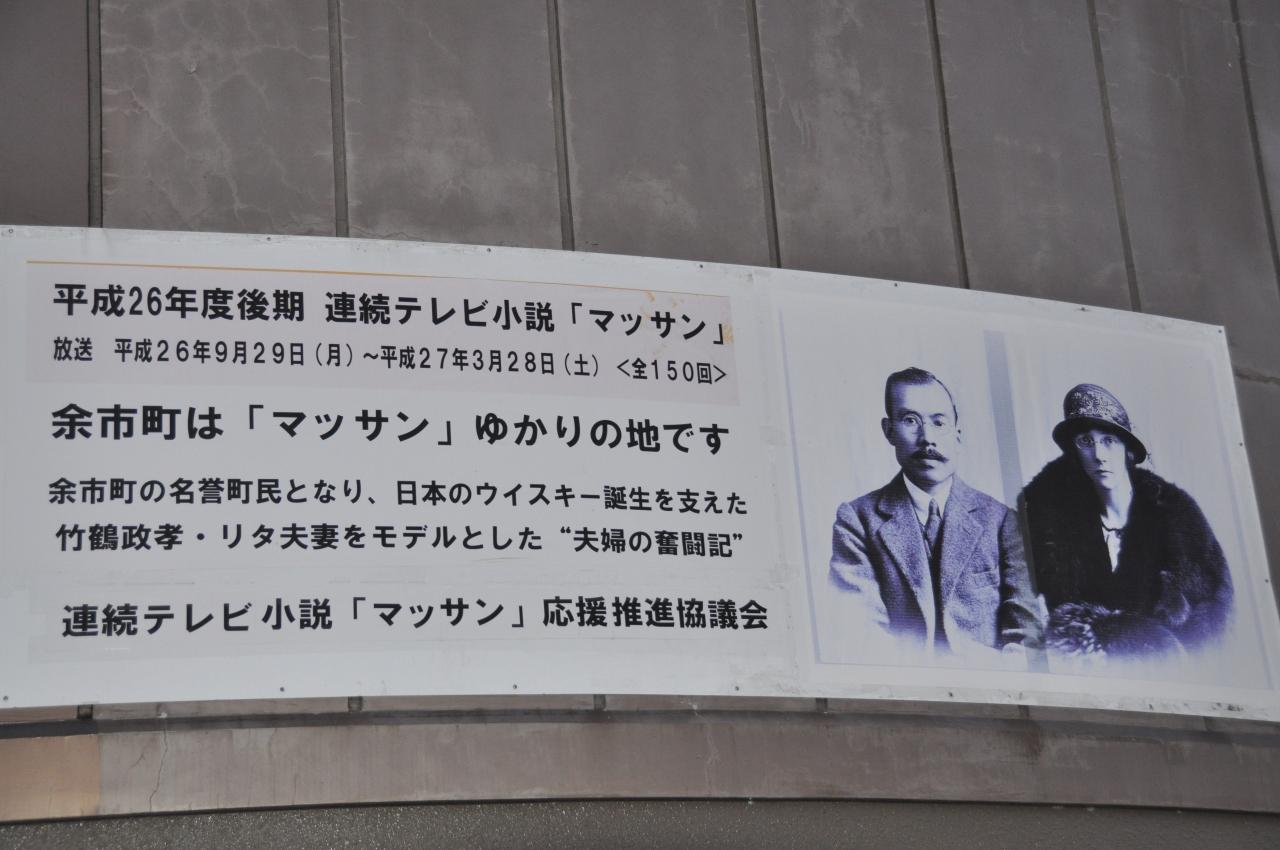 平成26年度後期 連続テレビ小説「マッサン」
放送 平成26年9月29日(月)～平成27年3月28日(土) <全150回>
余市町は「マッサン」ゆかりの地です
余市町の名誉町民となり、日本のウイスキー誕生を支えた
竹鶴政孝・リタ夫妻をモデルとした“夫婦の奮闘記”
連続テレビ小説「マッサン」応援推進協議会